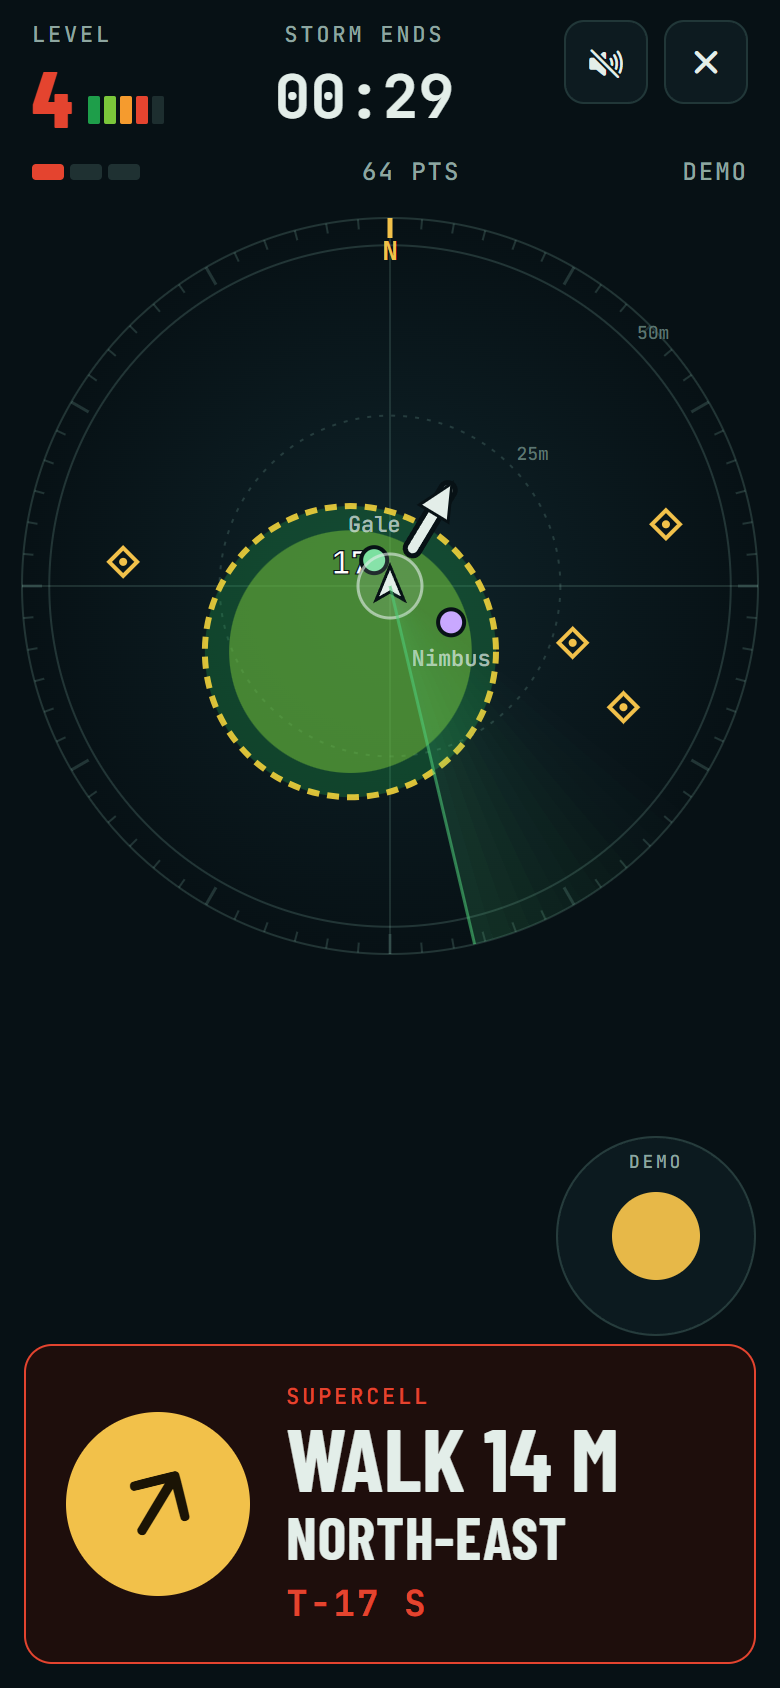 LEVEL
STORM ENDS
4
00:29
64 PTS
DEMO
N
50m
25m
Gale
17
Nimbus
DEMO
SUPERCELL
WALK 14 M
NORTH-EAST
T-17 S